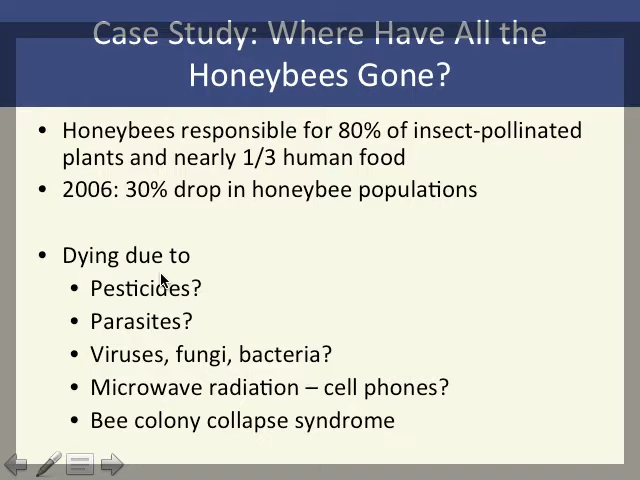 Case Study: Where Have All the
Honeybees Gone?
• Honeybees responsible for 80% of insect-pollinated
plants and nearly 1/3 human food
• 2006: 30% drop in honeybee populations
• Dying due to
• Pesticides?
• Parasites?
• Viruses, fungi, bacteria?
• Microwave radiation – cell phones?
• Bee colony collapse syndrome